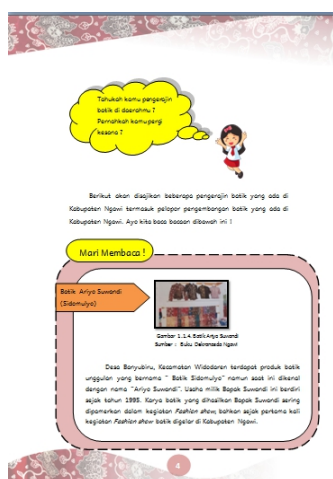 Tahukah kamu pengerajin
batik di daerahmu ?
Pernahkah kamu pergi
kesana ?
Berikut akan disajikan beberapa pengerajin batik yang ada di
Kabupaten Ngawi termasuk pelopor pengembangan batik yang ada di
Kabupaten Ngawi. Ayo kita baca bacaan dibawah ini !
Mari Membaca !
Batik Ariyo Suwandi
(Sidomulyo)
Gambar 1.1.4. Batik Ariyo Suwandi
Sumber : Buku Dekranasda Ngawi
Desa Banyubiru, Kecamatan Widodaren terdapat produk batik
unggulan yang bernama " Batik Sidomulyo" namun saat ini dikenal
dengan nama "Ariyo Suwandi". Usaha milik Bapak Suwandi ini berdiri
sejak tahun 1995. Karya batik yang dihasilkan Bapak Suwandi sering
dipamerkan dalam kegiatan Fashion show, bahkan sejak pertama kali
kegiatan Fashion show batik digelar di Kabupaten Ngawi.
4